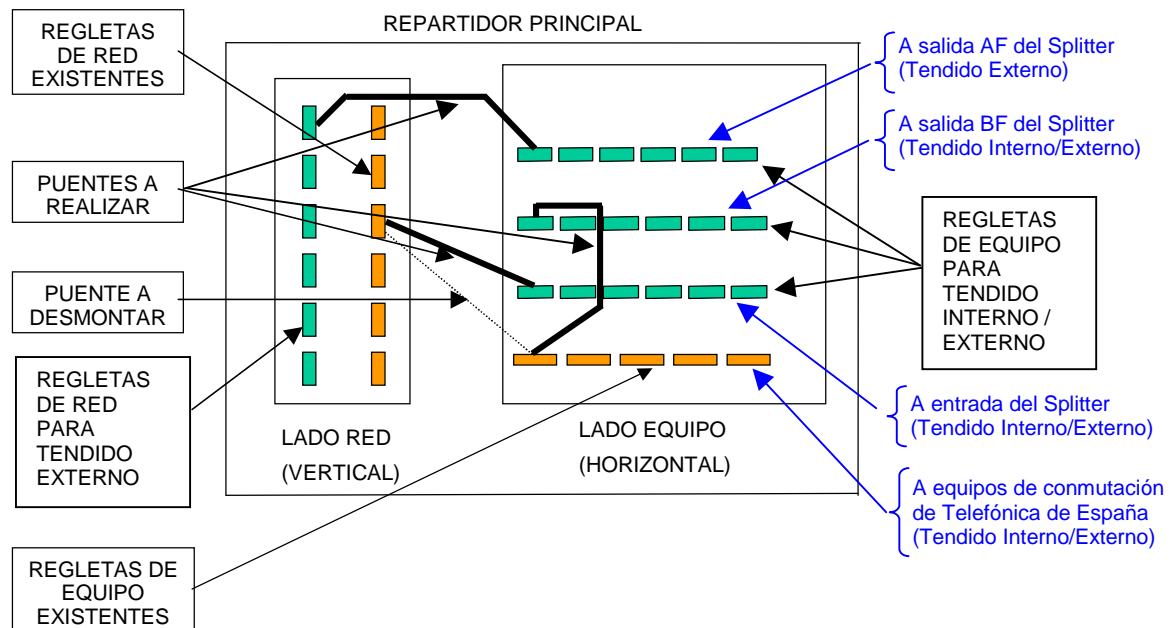 REPARTIDOR PRINCIPAL
REGLETAS
DE RED
EXISTENTES
PUENTES A
REALIZAR
PUENTE A
DESMONTAR
REGLETAS
DE RED
PARA
TENDIDO
EXTERNO
REGLETAS DE
EQUIPO
EXISTENTES
LADO RED
(VERTICAL)
LADO EQUIPO
(HORIZONTAL)
A salida AF del Splitter
(Tendido Externo)
A salida BF del Splitter
(Tendido Interno/Externo)
REGLETAS
DE EQUIPO
PARA
TENDIDO
INTERNO /
EXTERNO
A entrada del Splitter
(Tendido Interno/Externo)
A equipos de conmutación
de Telefónica de España
(Tendido Interno/Externo)